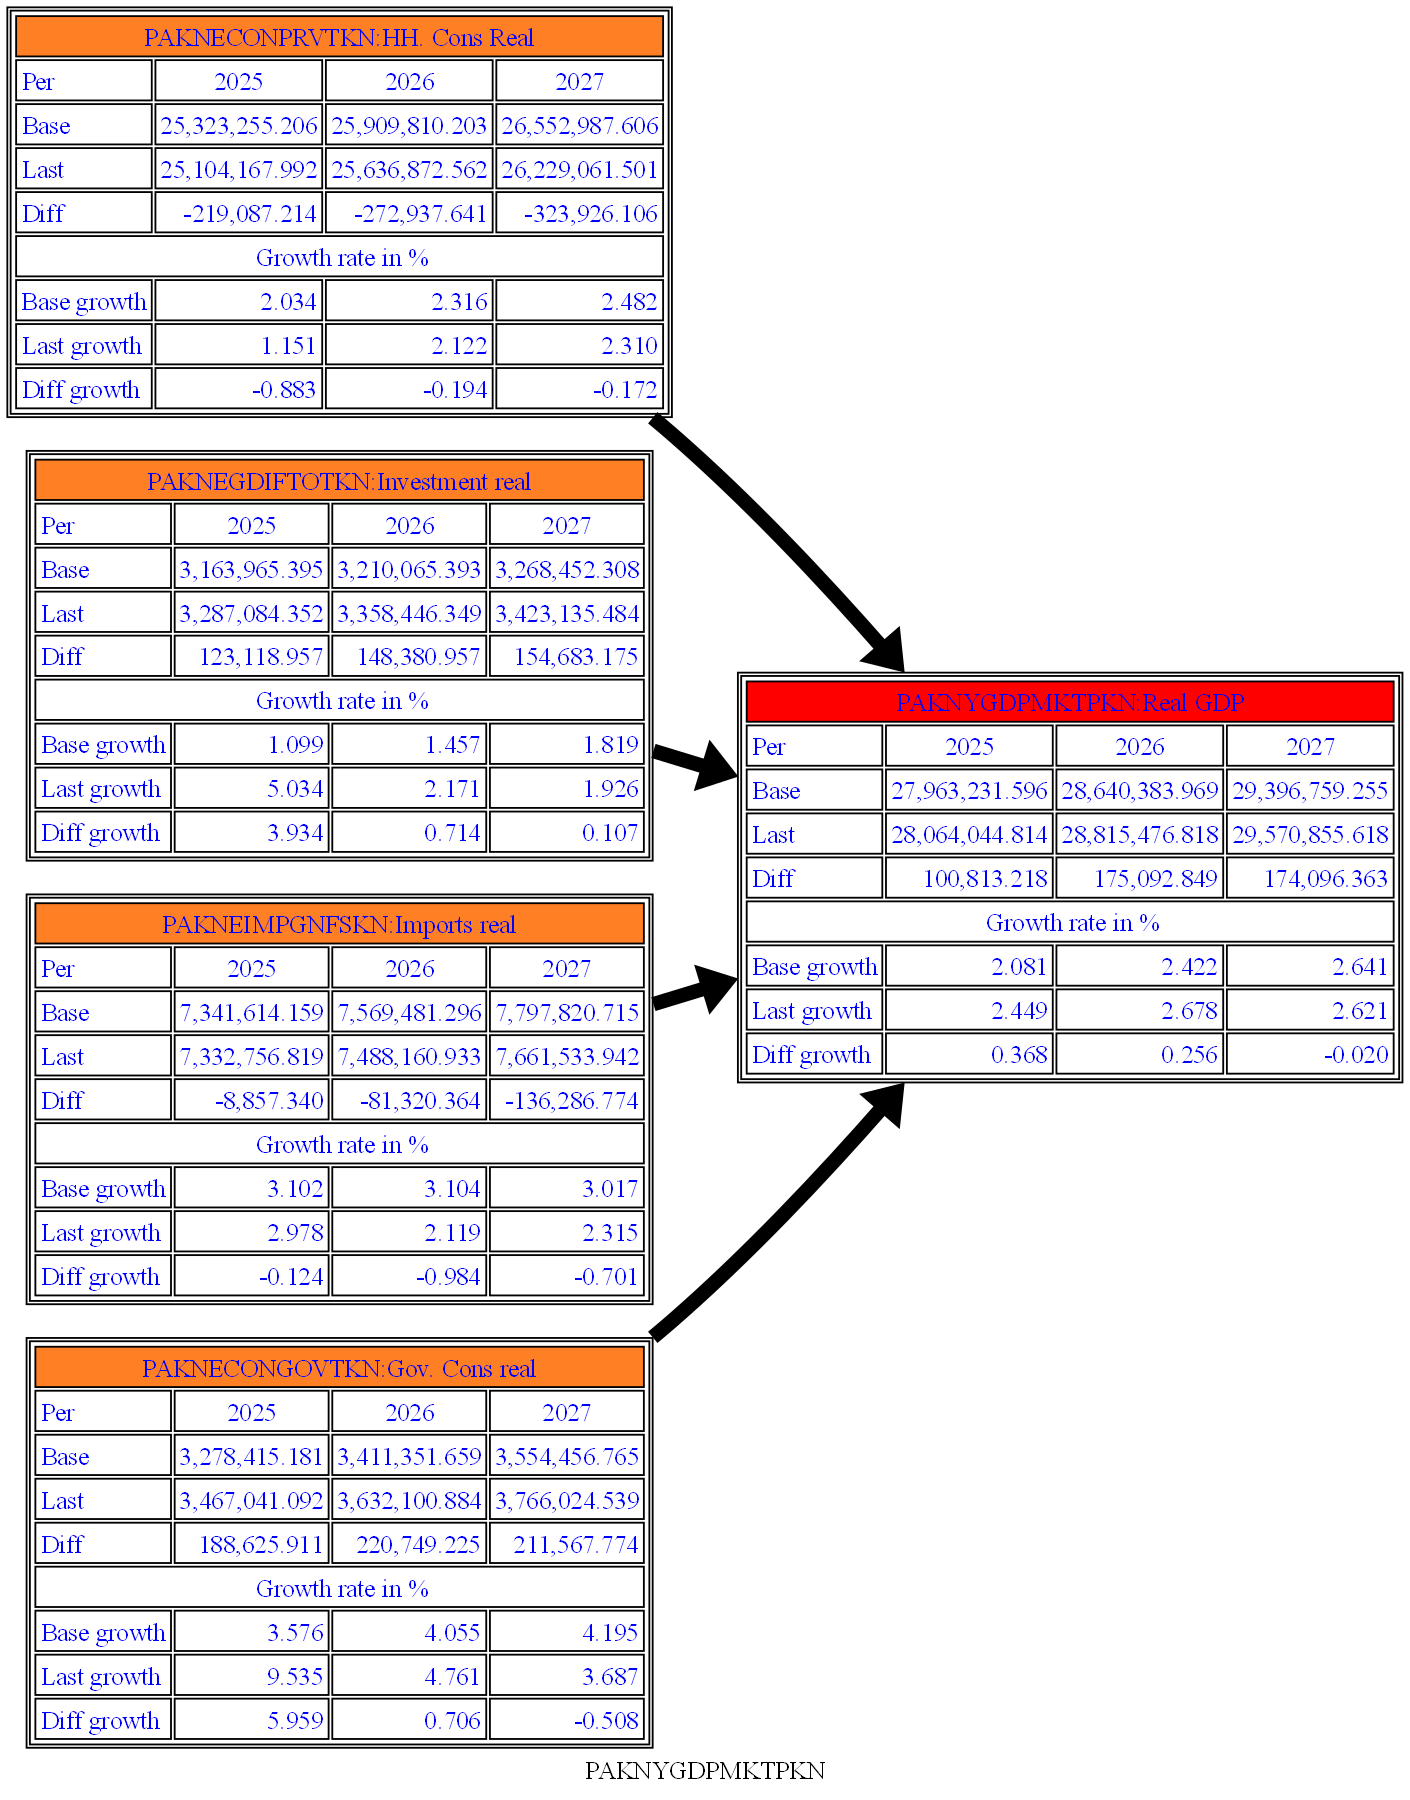 PAKNECONPRVTKN:HH. Cons Real
Per 2025 2026 2027
Base 25,323,255.206 25,909,810.203 26,552,987.606
Last 25,104,167.992 25,636,872.562 26,229,061.501
Diff -219,087.214 -272,937.641 -323,926.106
Growth rate in %
Base growth 2.034 2.316 2.482
Last growth 1.151 2.122 2.310
Diff growth -0.883 -0.194 -0.172
PAKNEGDIFTOTKN:Investment real
Per 2025 2026 2027
Base 3,163,965.395 3,210,065.393 3,268,452.308
Last 3,287,084.352 3,358,446.349 3,423,135.484
Diff 123,118.957 148,380.957 154,683.175
Growth rate in %
Base growth 1.099 1.457 1.819
Last growth 5.034 2.171 1.926
Diff growth 3.934 0.714 0.107
PAKNEIMPGNFSKN:Imports real
Per 2025 2026 2027
Base 7,341,614.159 7,569,481.296 7,797,820.715
Last 7,332,756.819 7,488,160.933 7,661,533.942
Diff -8,857.340 -81,320.364 -136,286.774
Growth rate in %
Base growth 3.102 3.104 3.017
Last growth 2.978 2.119 2.315
Diff growth -0.124 -0.984 -0.701
PAKNECONGOVTKN:Gov. Cons real
Per 2025 2026 2027
Base 3,278,415.181 3,411,351.659 3,554,456.765
Last 3,467,041.092 3,632,100.884 3,766,024.539
Diff 188,625.911 220,749.225 211,567.774
Growth rate in %
Base growth 3.576 4.055 4.195
Last growth 9.535 4.761 3.687
Diff growth 5.959 0.706 -0.508
PAKNYGDPMKTPKN:Real GDP
Per 2025 2026 2027
Base 27,963,231.596 28,640,383.969 29,396,759.255
Last 28,064,044.814 28,815,476.818 29,570,855.618
Diff 100,813.218 175,092.849 174,096.363
Growth rate in %
Base growth 2.081 2.422 2.641
Last growth 2.449 2.678 2.621
Diff growth 0.368 0.256 -0.020
PAKNYGDPMKTPKN